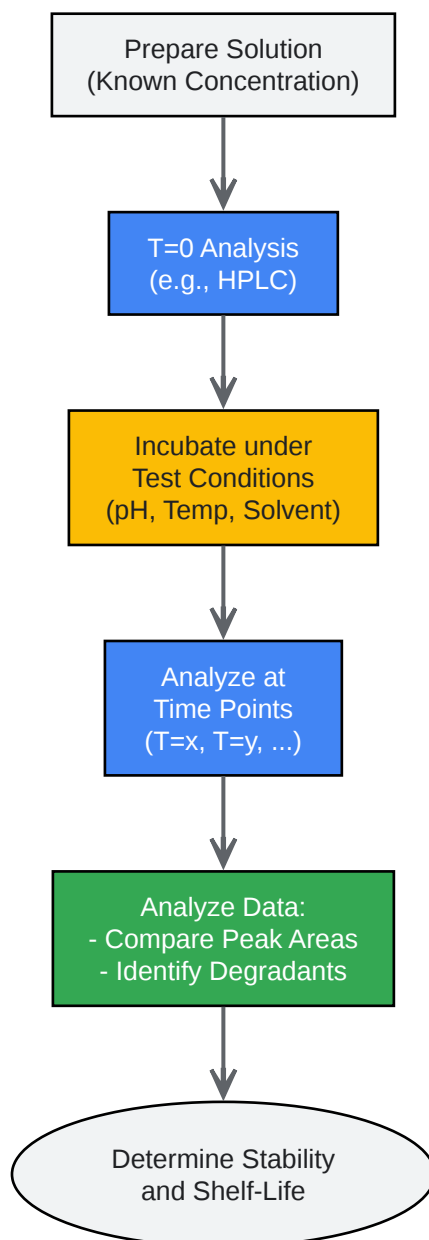 Prepare Solution
(Known Concentration)
T=0 Analysis
(e.g., HPLC)
Incubate under
Test Conditions
(pH, Temp, Solvent)
Analyze at
Time Points
(T=x, T=y, ...)
Analyze Data:
- Compare Peak Areas
- Identify Degradants
Determine Stability
and Shelf-Life